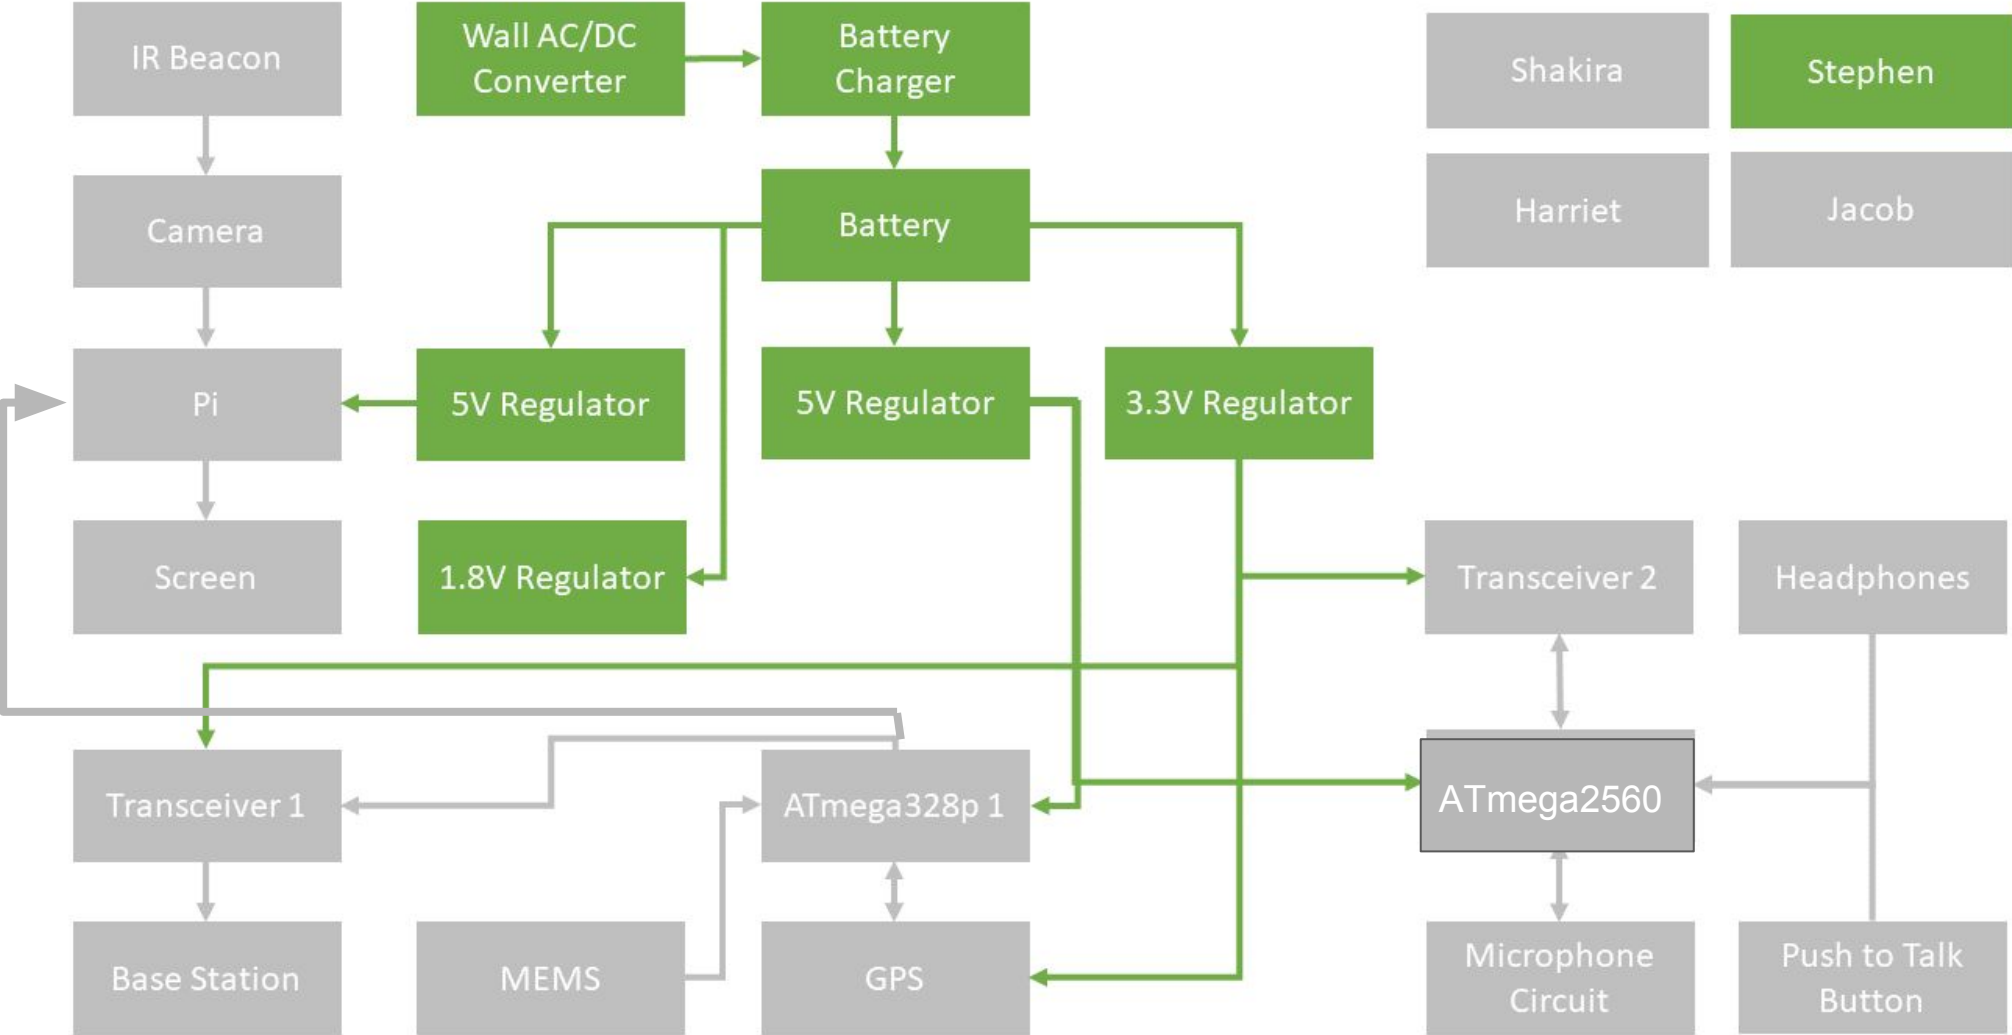 IR Beacon
Wall AC/DC
Converter
Battery
Charger
Shakira
Stephen
Camera
Battery
Harriet
Jacob
Pi
5V Regulator
5V Regulator
3.3V Regulator
Screen
1.8V Regulator
Transceiver 2
Headphones
Transceiver 1
ATmega328p 1
ATmega2560
Base Station
MEMS
GPS
Microphone
Circuit
Push to Talk
Button